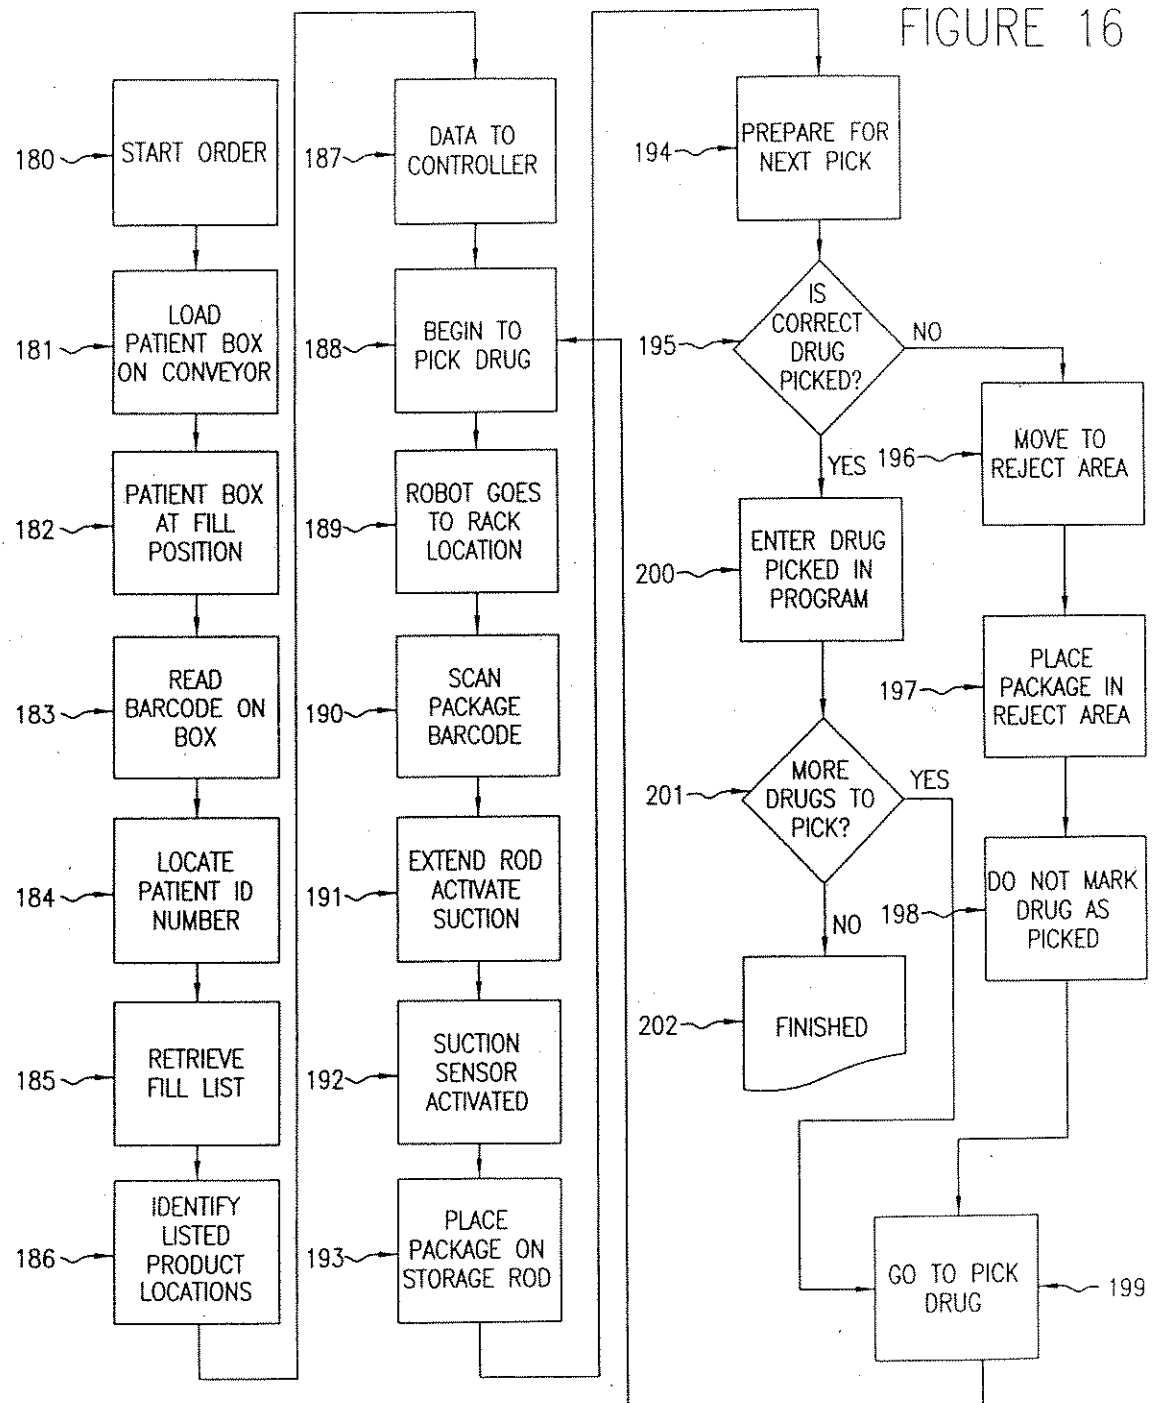 FIGURE 16
180
START ORDER
181
LOAD
PATIENT BOX
ON CONVEYOR
182
PATIENT BOX
AT FILL
POSITION
183
READ
BARCODE ON
BOX
184
LOCATE
PATIENT ID
NUMBER
185
RETRIEVE
FILL LIST
186
IDENTIFY
LISTED
PRODUCT
LOCATIONS
187
DATA TO
CONTROLLER
188
BEGIN TO
PICK DRUG
189
ROBOT GOES
TO RACK
LOCATION
190
SCAN
PACKAGE
BARCODE
191
EXTEND ROD
ACTIVATE
SUCTION
192
SUCTION
SENSOR
ACTIVATED
193
PLACE
PACKAGE ON
STORAGE ROD
194
PREPARE FOR
NEXT PICK
195
IS
CORRECT
DRUG
PICKED?
NO
YES
196
MOVE TO
REJECT AREA
197
PLACE
PACKAGE IN
REJECT AREA
198
DO NOT MARK
DRUG AS
PICKED
199
GO TO PICK
DRUG
200
ENTER DRUG
PICKED IN
PROGRAM
201
MORE
DRUGS TO
PICK?
YES
NO
202
FINISHED